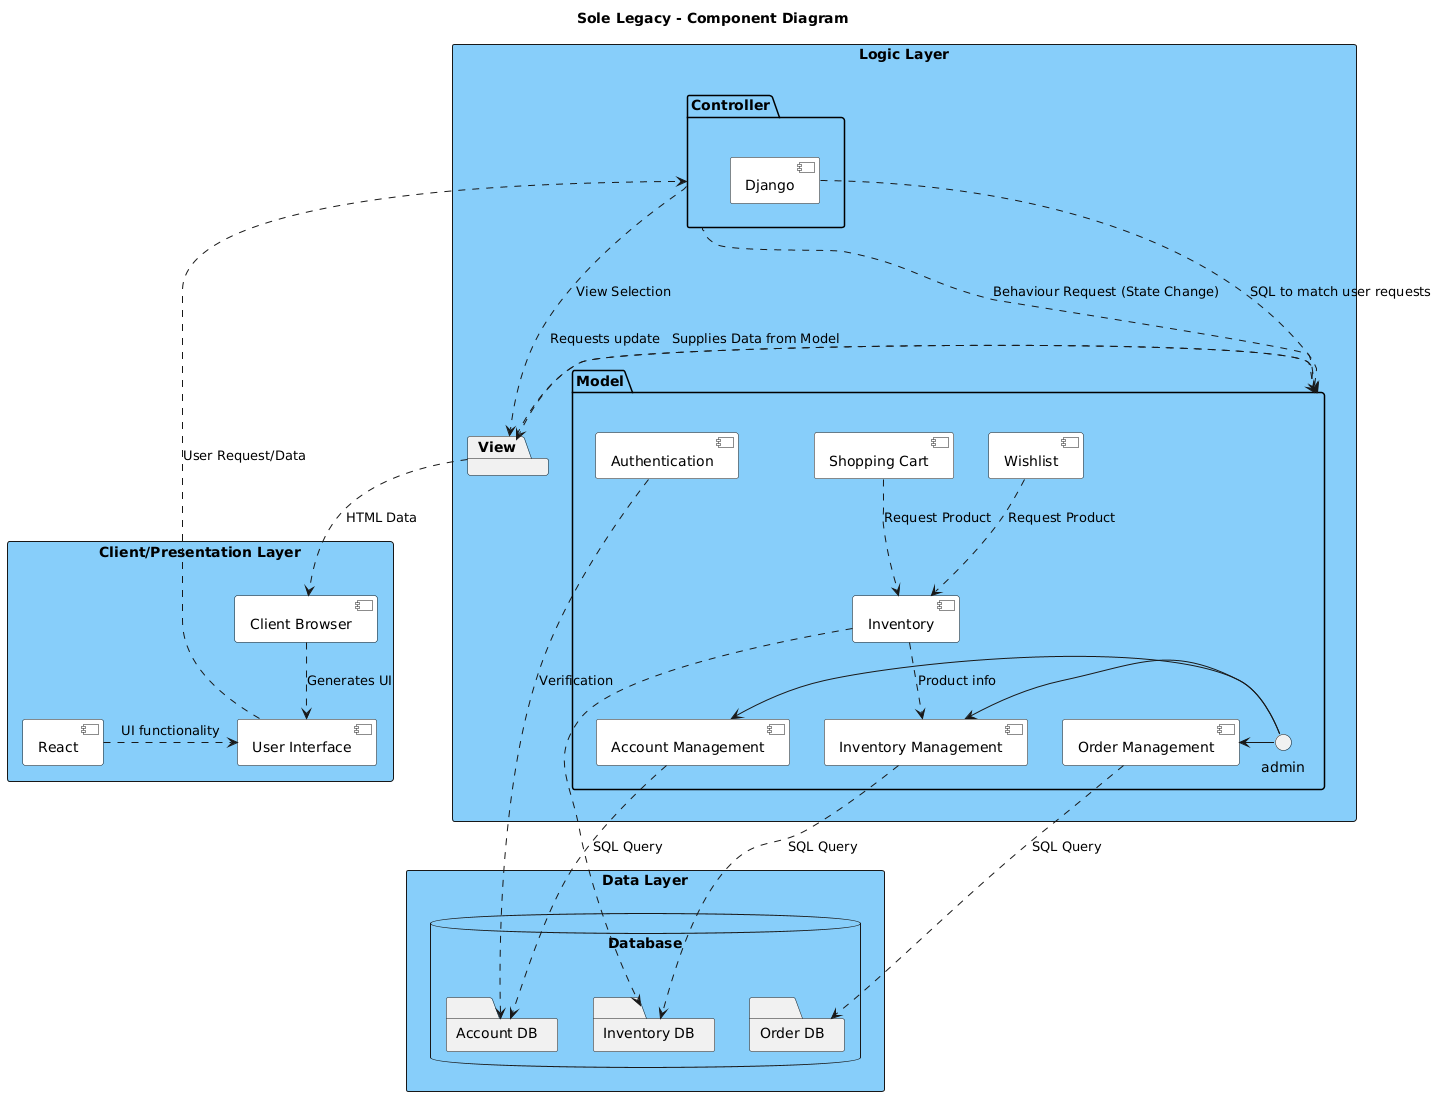 Sole Legacy - Component Diagram
Logic Layer
Controller
Django
View Selection
Behaviour Request (State Change)
SQL to match user requests
Requests update
Supplies Data from Model
Model
View
Authentication
Shopping Cart
Wishlist
User Request/Data
HTML Data
Request Product
Request Product
Client/Presentation Layer
Client Browser
Inventory
Generates UI
Verification
Product info
React
UI functionality
User Interface
Account Management
Inventory Management
Order Management
admin
SQL Query
SQL Query
SQL Query
Data Layer
Database
Account DB
Inventory DB
Order DB